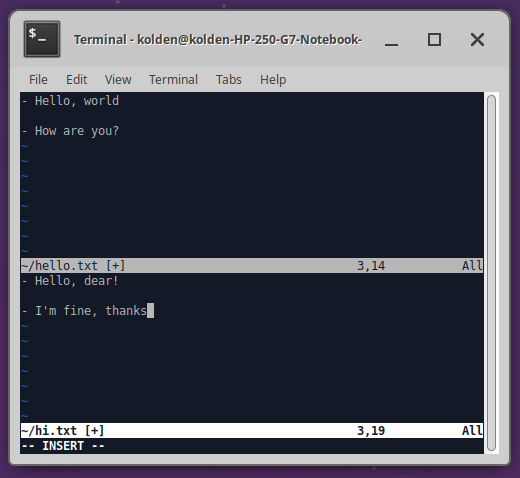 $_
Terminal - kolden@kolden-HP-250-G7-Notebook-
File Edit View Terminal Tabs Help
- Hello, world
- How are you?
~
~
~
~
~
~
~
~
~/hello.txt [+] 3,14 All
- Hello, dear!
- I'm fine, thanks
~
~
~
~
~
~
~
~/hi.txt [+] 3,19 All
-- INSERT --